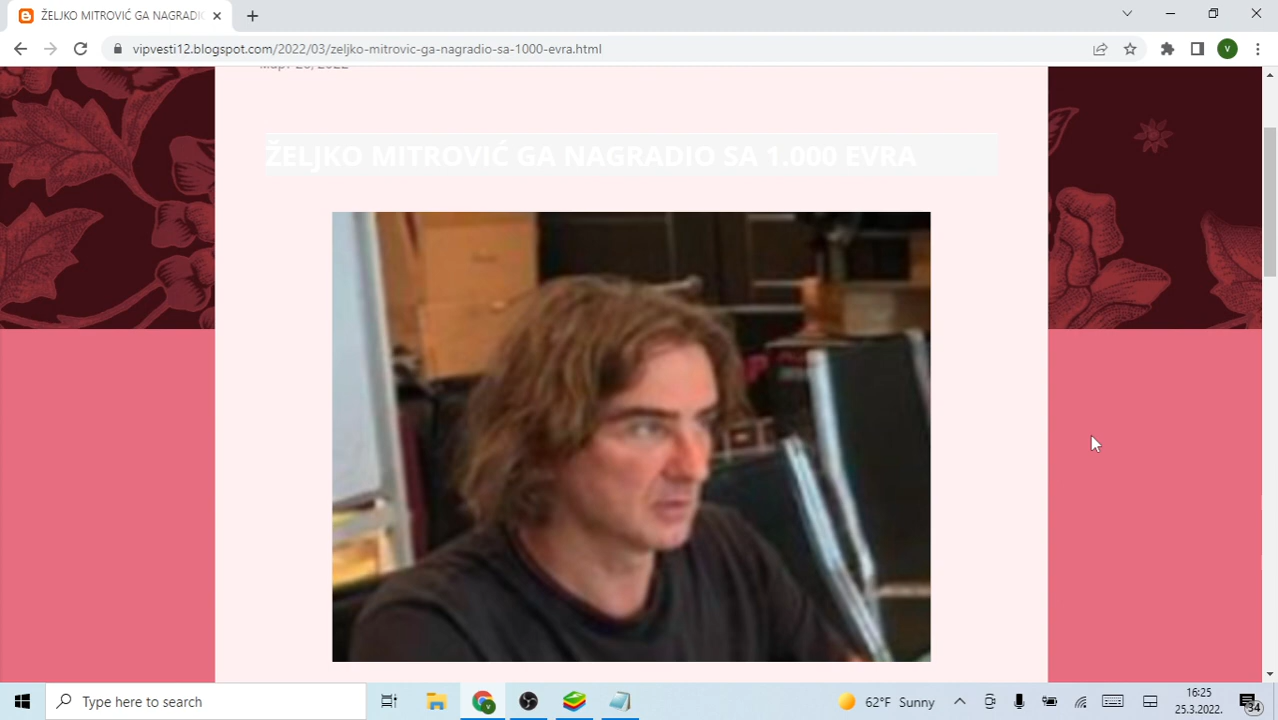 ŽELJKO MITROVIĆ GA NAGRADIO
vipvesti12.blogspot.com/2022/03/zeljko-mitrovic-ga-nagradio-sa-1000-evra.html
V
ŽELJKO MITROVIĆ GA NAGRADIO SA 1.000 EVRA
Type here to search
62°F Sunny
16:25
25.3.2022.
34